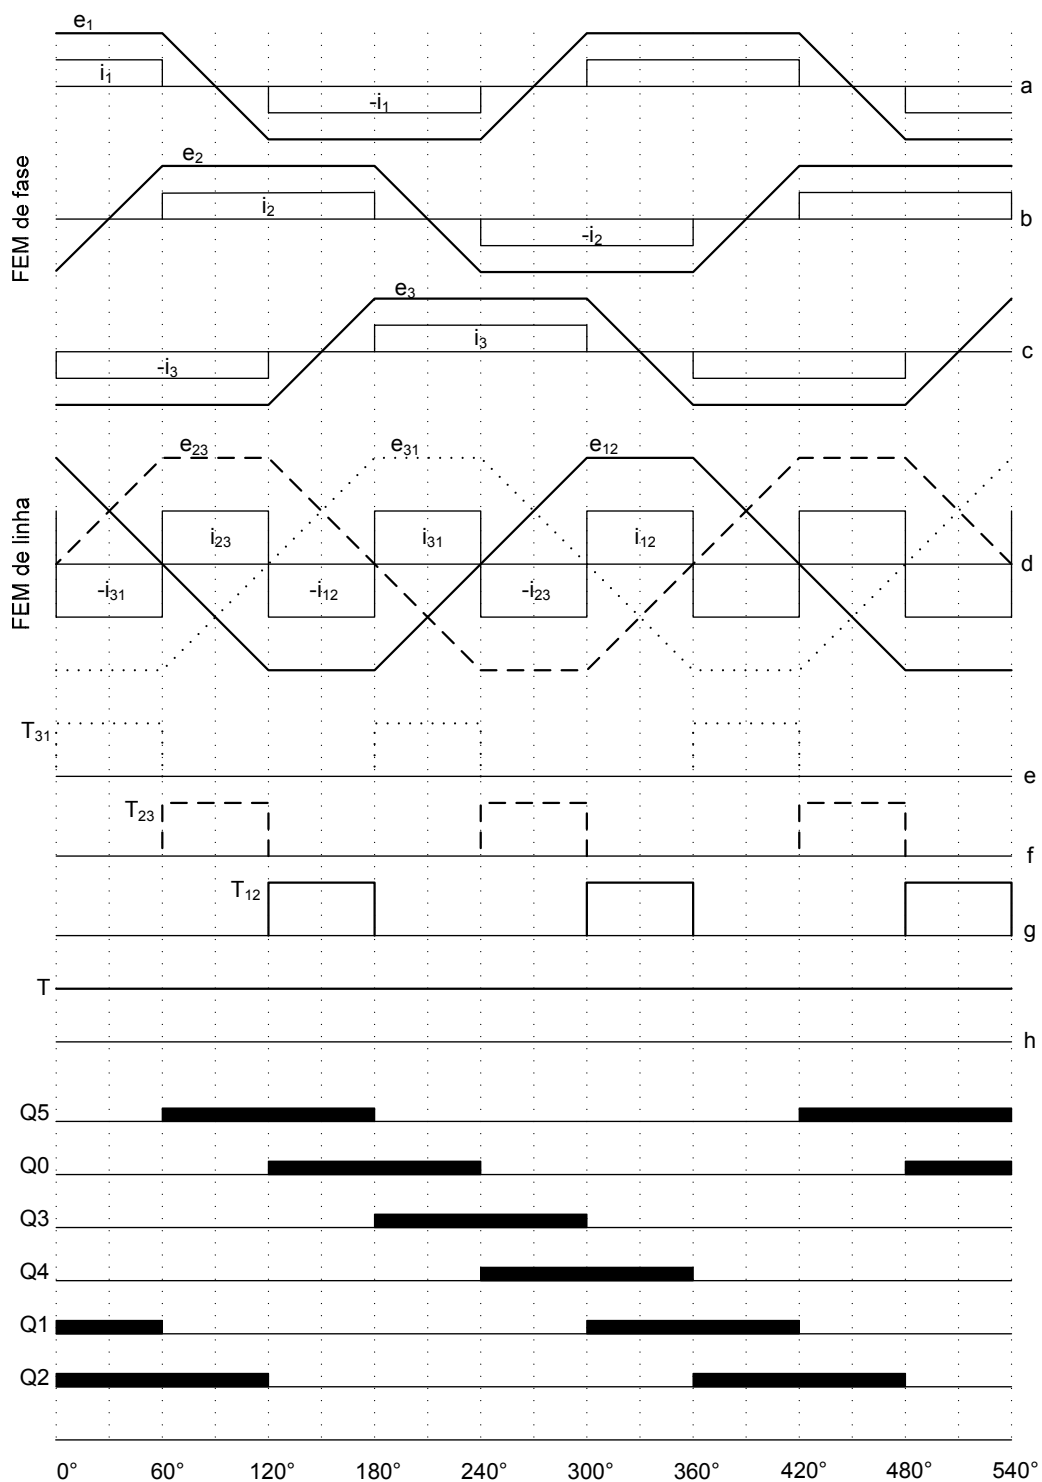 e1
i1
-i1
a
FEM de fase
e2
i2
-i2
b
e3
i3
-i3
c
FEM de linha
e23
e31
e12
i23
i31
i12
d
-i31
-i12
-i23
T31
e
T23
f
T12
g
T
h
Q5
Q0
Q3
Q4
Q1
Q2
0° 60° 120° 180° 240° 300° 360° 420° 480° 540°